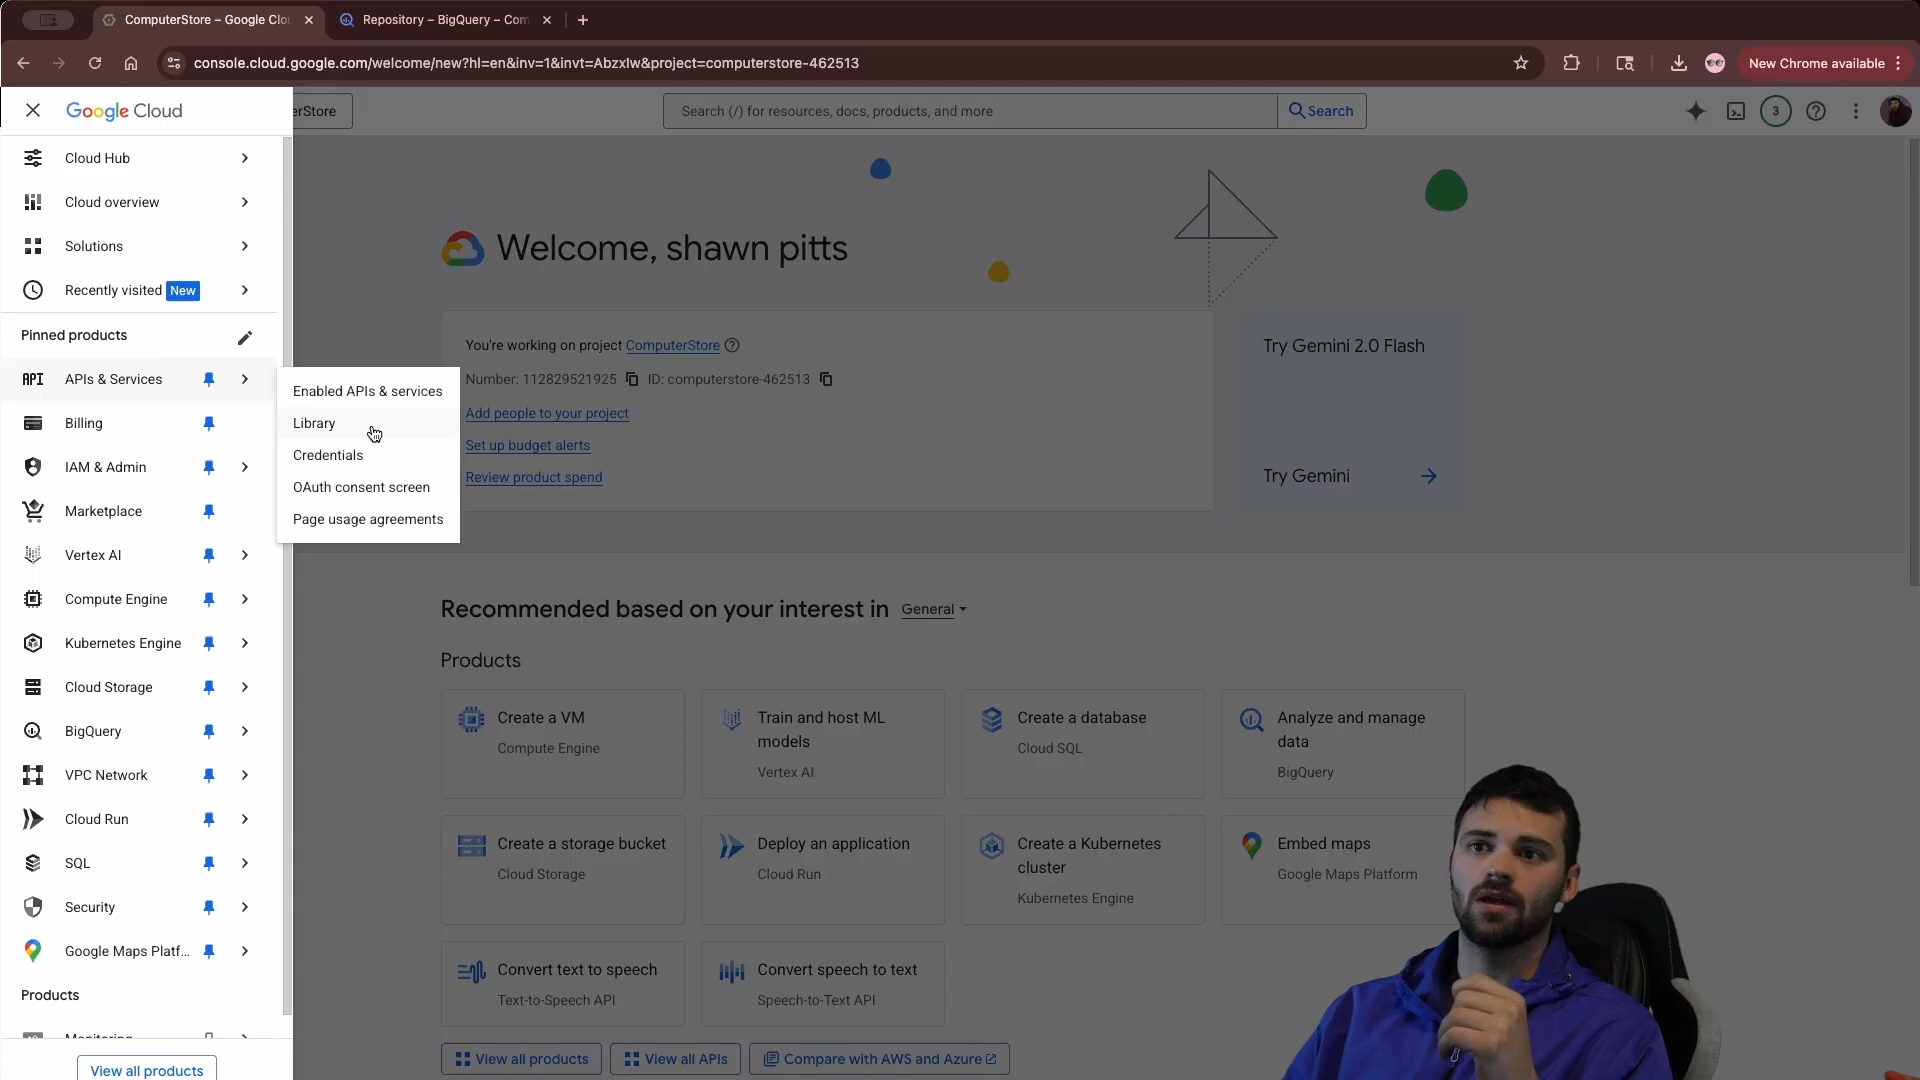 ComputerStore – Google Clo
Repository – BigQuery – Com
console.cloud.google.com/welcome/new?hl=en&inv=1&invt=AbzxIw&project=computerstore-462513
New Chrome available
Google Cloud
erStore
Search (/) for resources, docs, products, and more
Search
3
Cloud Hub
Cloud overview
Solutions
Recently visited New
Pinned products
API APIs & Services
Billing
IAM & Admin
Marketplace
Vertex AI
Compute Engine
Kubernetes Engine
Cloud Storage
BigQuery
VPC Network
Cloud Run
SQL
Security
Google Maps Platf...
Products
Monitoring
View all products
Enabled APIs & services
Library
Credentials
OAuth consent screen
Page usage agreements
Welcome, shawn pitts
You're working on project ComputerStore
Number: 112829521925 ID: computerstore-462513
Add people to your project
Set up budget alerts
Review product spend
Try Gemini 2.0 Flash
Try Gemini
Recommended based on your interest in General
Products
Create a VM
Compute Engine
Train and host ML
models
Vertex AI
Create a database
Cloud SQL
Analyze and manage
data
BigQuery
Create a storage bucket
Cloud Storage
Deploy an application
Cloud Run
Create a Kubernetes
cluster
Kubernetes Engine
Embed maps
Google Maps Platform
Convert text to speech
Text-to-Speech API
Convert speech to text
Speech-to-Text API
View all products
View all APIs
Compare with AWS and Azure